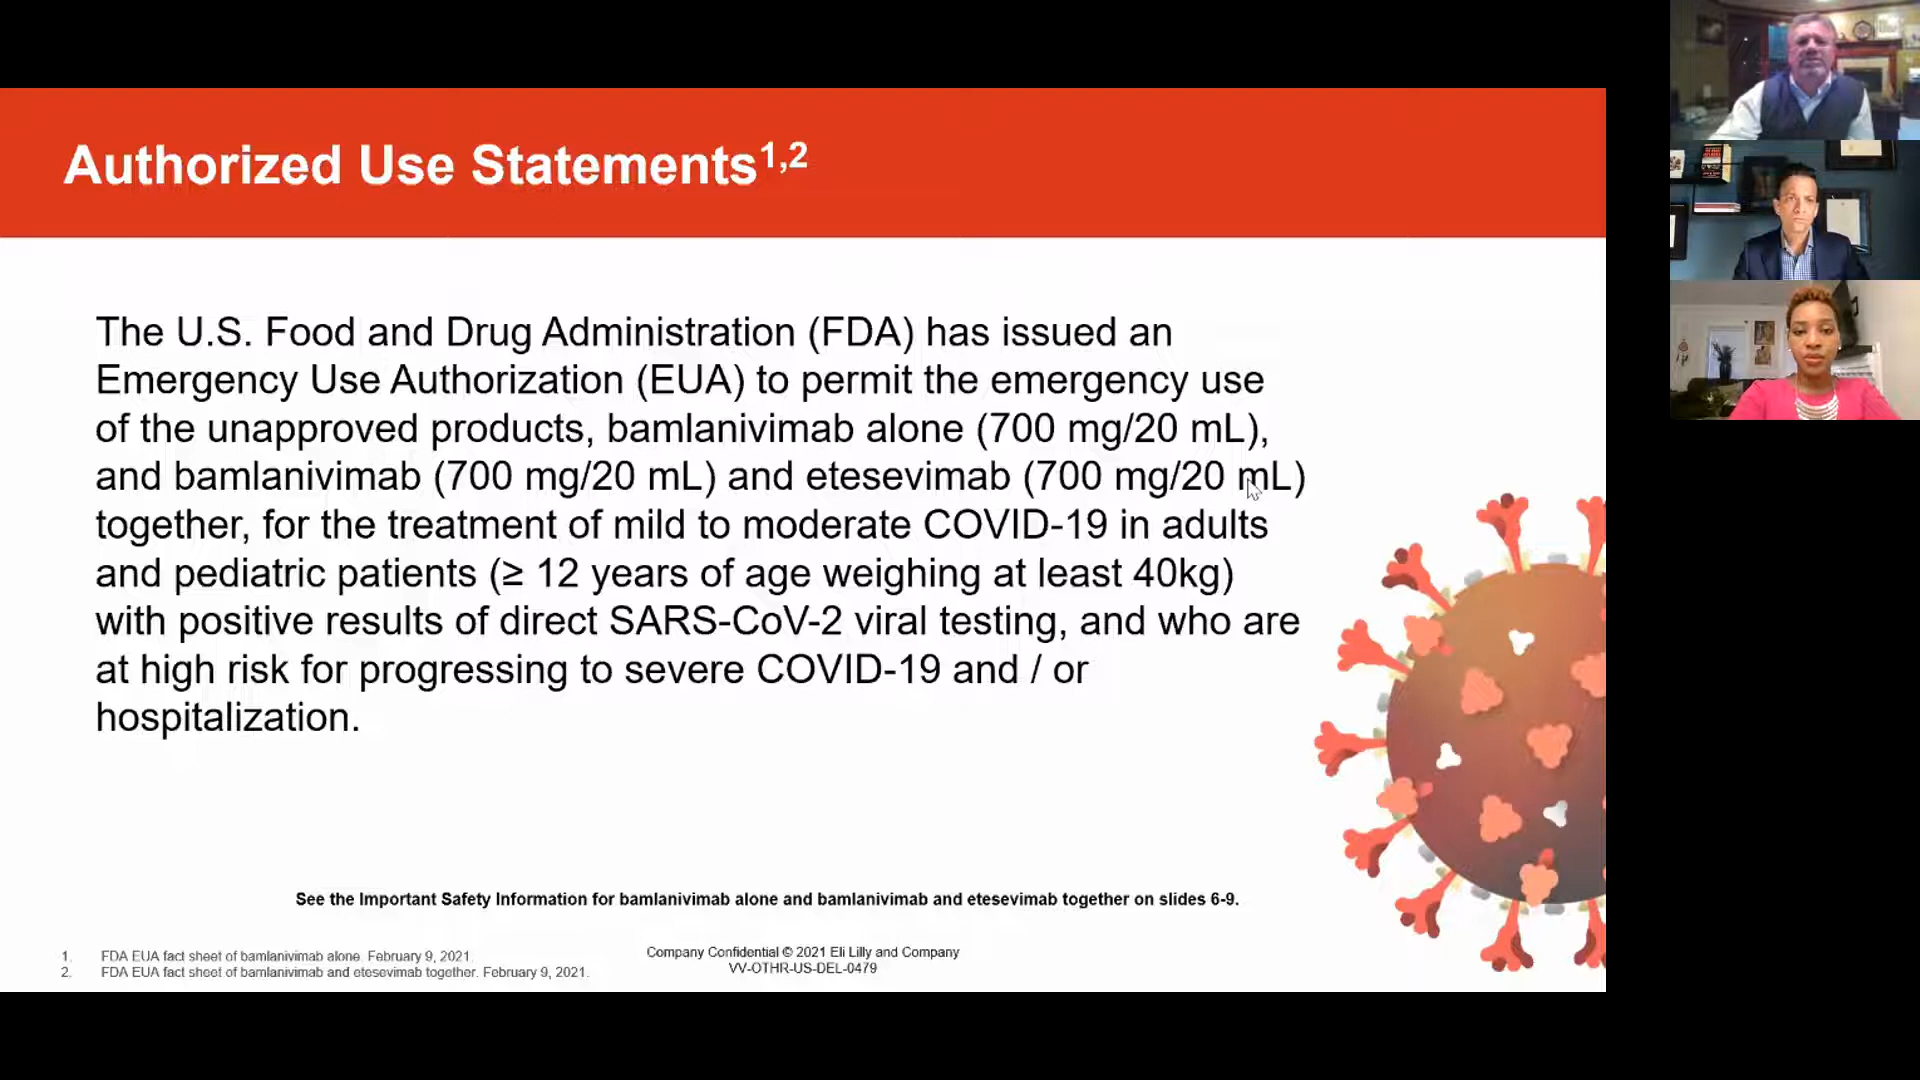 Authorized Use Statements1,2
The U.S. Food and Drug Administration (FDA) has issued an
Emergency Use Authorization (EUA) to permit the emergency use
of the unapproved products, bamlanivimab alone (700 mg/20 mL),
and bamlanivimab (700 mg/20 mL) and etesevimab (700 mg/20 mL)
together, for the treatment of mild to moderate COVID-19 in adults
and pediatric patients (≥ 12 years of age weighing at least 40kg)
with positive results of direct SARS-CoV-2 viral testing, and who are
at high risk for progressing to severe COVID-19 and / or
hospitalization.
See the Important Safety Information for bamlanivimab alone and bamlanivimab and etesevimab together on slides 6-9.
1. FDA EUA fact sheet of bamlanivimab alone. February 9, 2021.
2. FDA EUA fact sheet of bamlanivimab and etesevimab together. February 9, 2021.
Company Confidential © 2021 Eli Lilly and Company
VV-OTHR-US-DEL-0479